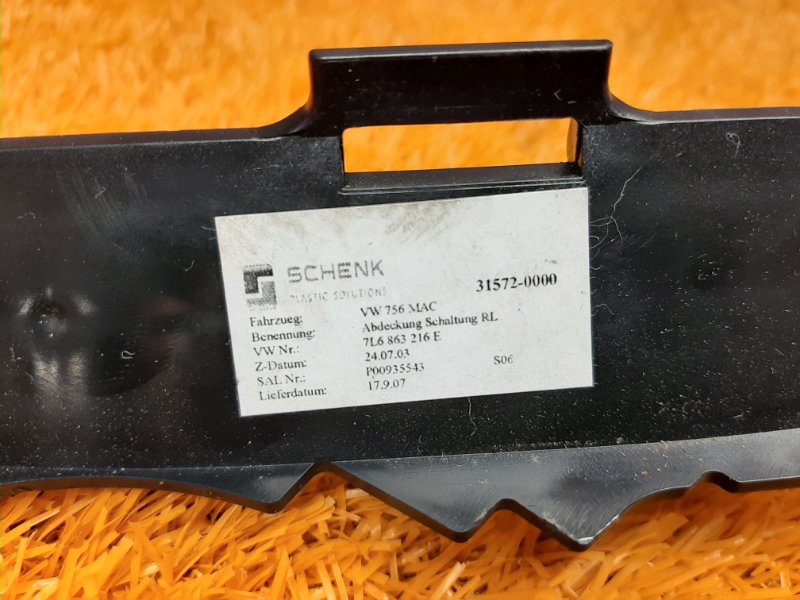 SCHENK
PLASTIC SOLUTIONS
31572-0000
Fahrzueg: VW 756 MAC
Benennung: Abdeckung Schaltung RL
VW Nr.: 7L6 863 216 E
Z-Datum: 24.07.03 S06
SAL Nr.: P00935543
Lieferdatum: 17.9.07